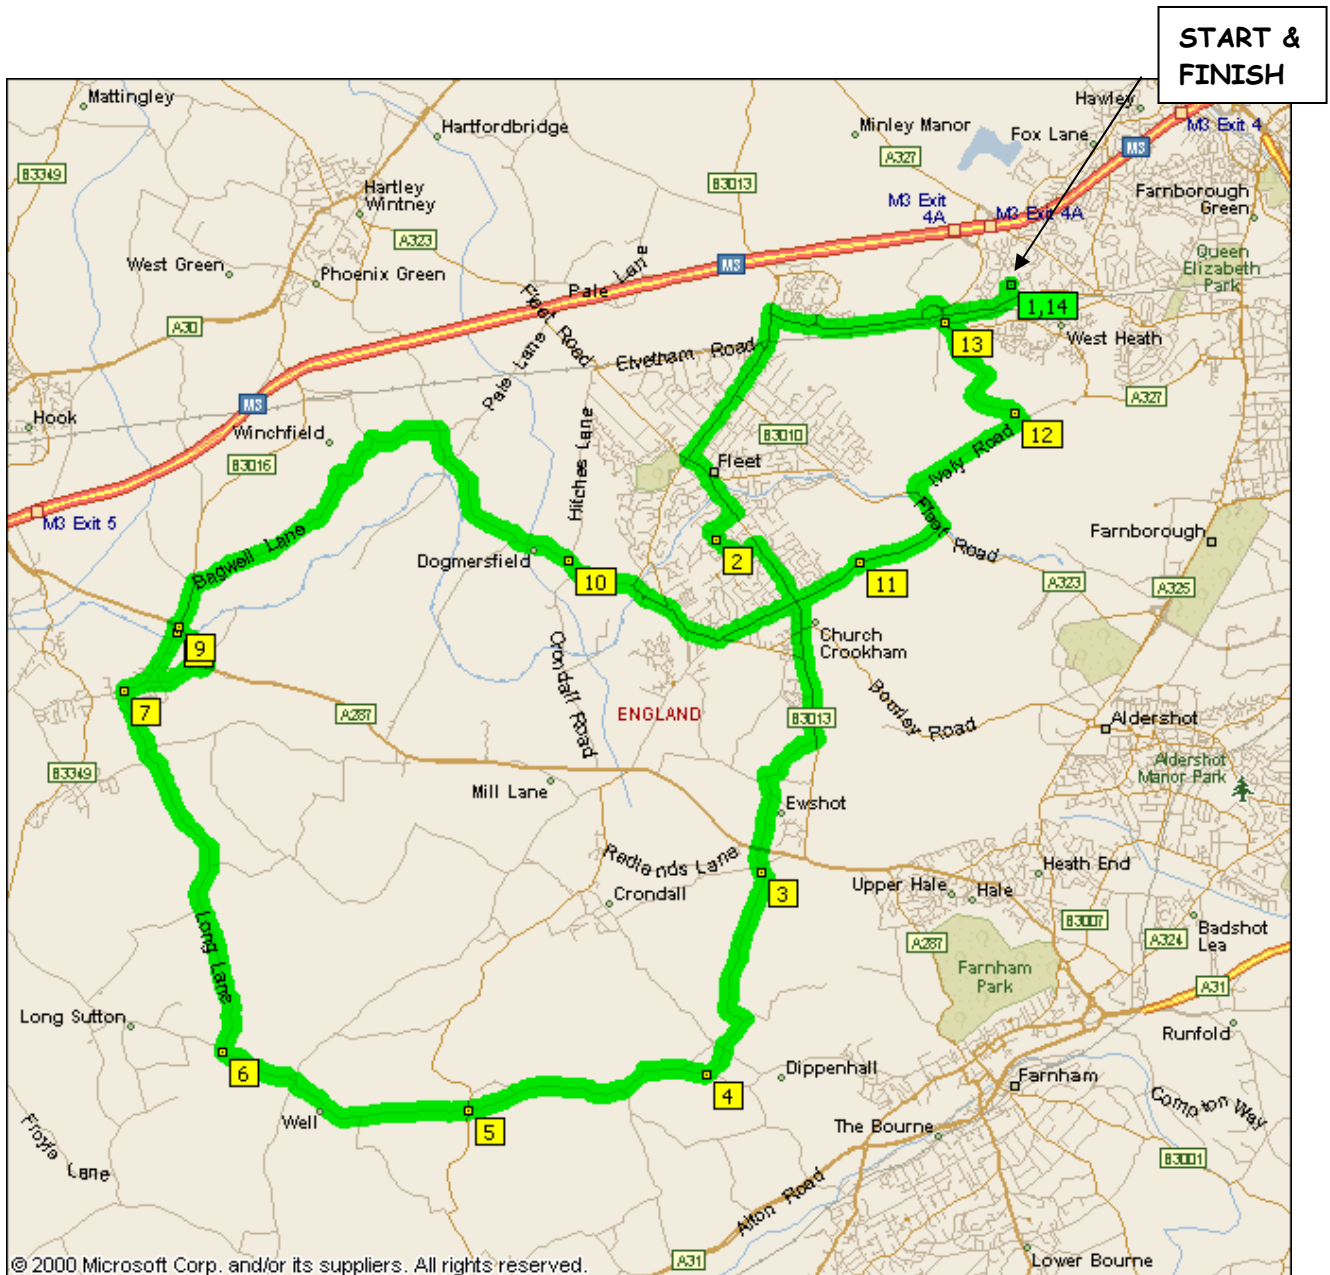 START &
FINISH
Mattingley
Hartfordbridge
Minley Manor
Hawley
Fox Lane
M3 Exit 4
M3
A327
B3349
B3013
Hartley
Wintney
Farnborough
Green
M3 Exit
4A
M3 Exit 4A
A323
West Green
Phoenix Green
Pale Lane
M3
Queen
Elizabeth
Park
Fleet Road
1,14
A30
13
West Heath
Elvetham Road
Pale Lane
A327
M3
Hook
Winchfield
Hitches Lane
B3010
12
B3016
Fleet
Ively Road
M3 Exit 5
Fleet Road
Farnborough
Bagwell Lane
Dogmersfield
2
10
11
A323
A325
9
Church
Crookham
Crondall Road
7
A287
ENGLAND
B3013
Bourley Road
Aldershot
B3349
Mill Lane
Aldershot
Manor Park
Ewshot
Redlands Lane
Heath End
Crondall
3
Upper Hale
Hale
B3007
Badshot
Lea
A287
A324
Long Lane
Farnham
Park
A31
Long Sutton
Runfold
6
Dippenhall
4
Farnham
Well
5
The Bourne
Compton Way
Froyle Lane
B3001
Alton Road
A31
Lower Bourne
© 2000 Microsoft Corp. and/or its suppliers. All rights reserved.